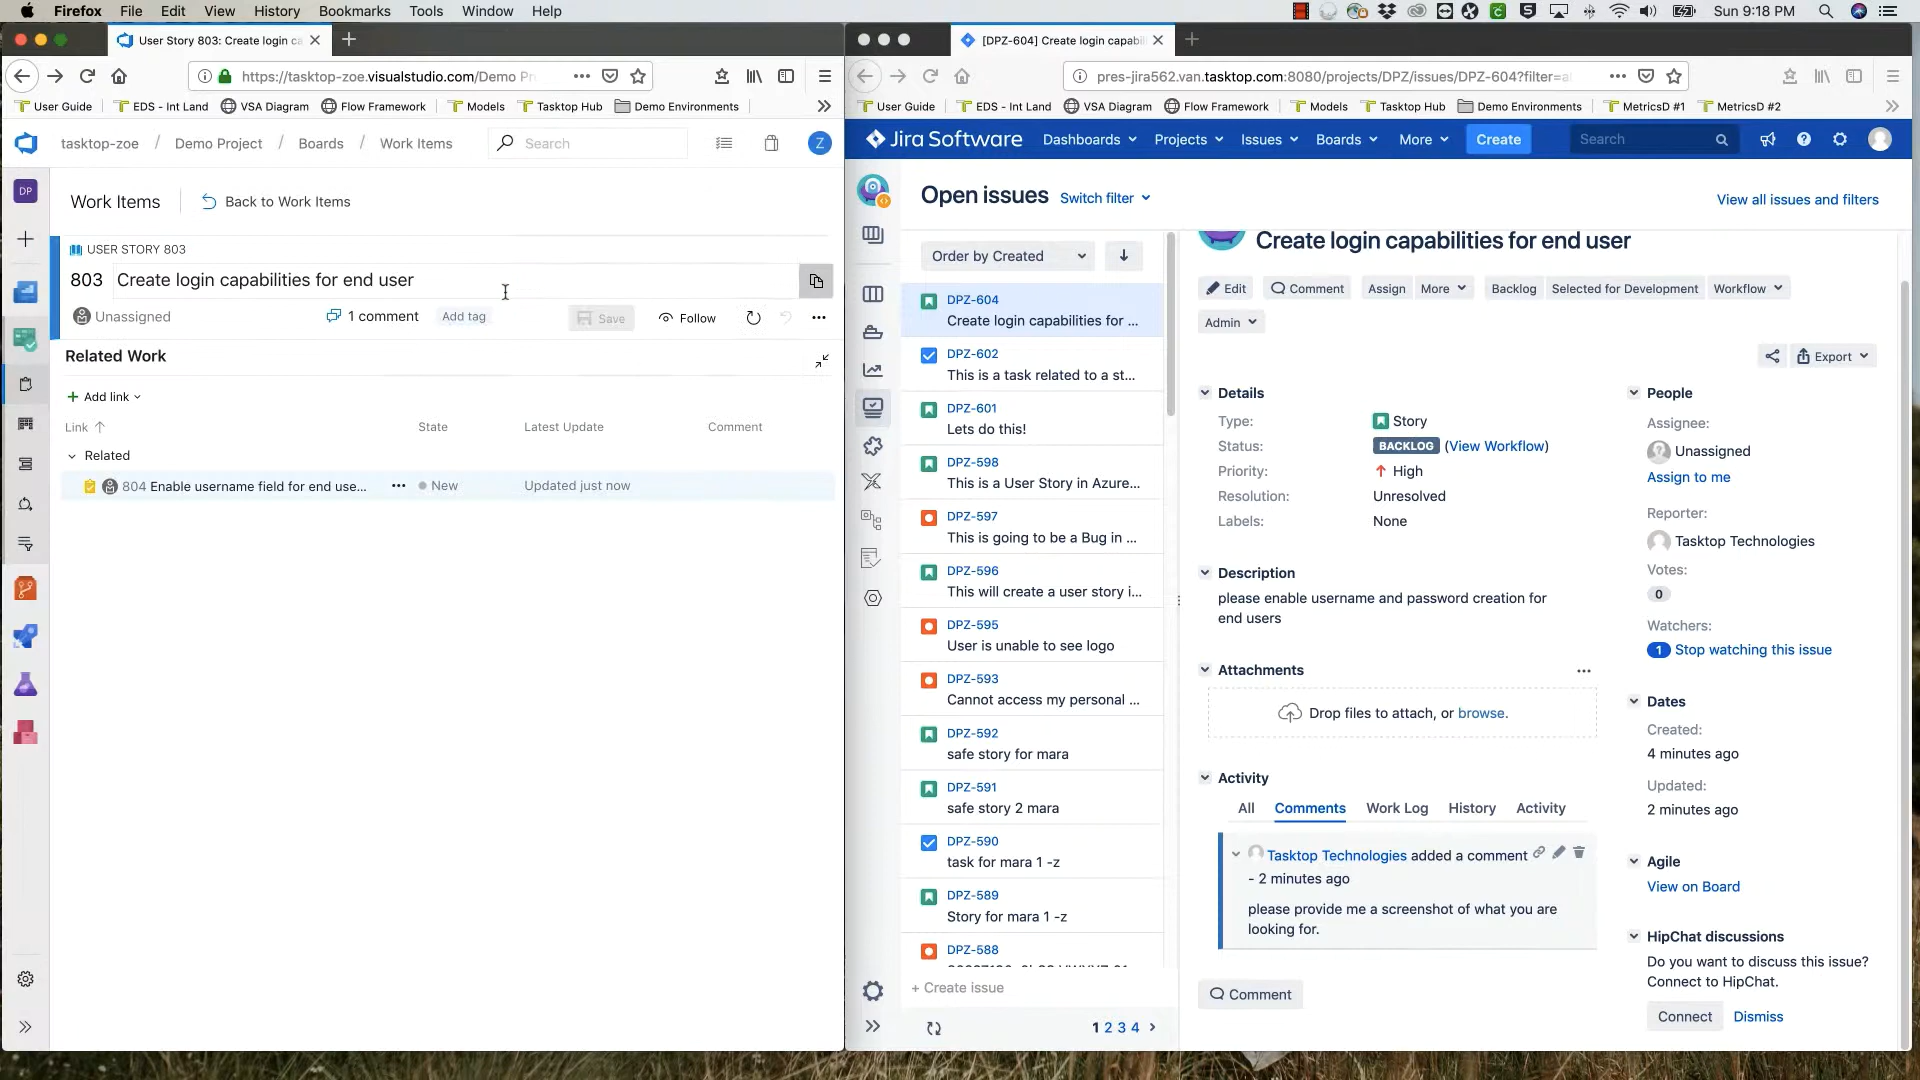 Firefox File Edit View History Bookmarks Tools Window Help
Sun 9:18 PM
User Story 803: Create login ca
https://tasktop-zoe.visualstudio.com/Demo Pr
User Guide EDS - Int Land VSA Diagram Flow Framework Models Tasktop Hub Demo Environments
tasktop-zoe / Demo Project / Boards / Work Items
Search
Z
DP
Work Items
Back to Work Items
USER STORY 803
803 Create login capabilities for end user
Unassigned
1 comment
Add tag
Save
Follow
Related Work
Add link
Link State Latest Update Comment
Related
804 Enable username field for end use... New Updated just now
[DPZ-604] Create login capabil
pres-jira562.van.tasktop.com:8080/projects/DPZ/issues/DPZ-604?filter=al
User Guide EDS - Int Land VSA Diagram Flow Framework Models Tasktop Hub Demo Environments MetricsD #1 MetricsD #2
Jira Software Dashboards Projects Issues Boards More Create Search
Open issues Switch filter
View all issues and filters
Order by Created
DPZ-604
Create login capabilities for ...
DPZ-602
This is a task related to a st...
DPZ-601
Lets do this!
DPZ-598
This is a User Story in Azure...
DPZ-597
This is going to be a Bug in ...
DPZ-596
This will create a user story i...
DPZ-595
User is unable to see logo
DPZ-593
Cannot access my personal ...
DPZ-592
safe story for mara
DPZ-591
safe story 2 mara
DPZ-590
task for mara 1 -z
DPZ-589
Story for mara 1 -z
DPZ-588
+ Create issue
1 2 3 4
Create login capabilities for end user
Edit Comment Assign More Backlog Selected for Development Workflow
Admin
Export
Details
Type: Story
Status: BACKLOG (View Workflow)
Priority: High
Resolution: Unresolved
Labels: None
Description
please enable username and password creation for
end users
Attachments
Drop files to attach, or browse.
Activity
All Comments Work Log History Activity
Tasktop Technologies added a comment
- 2 minutes ago
please provide me a screenshot of what you are
looking for.
Comment
People
Assignee:
Unassigned
Assign to me
Reporter:
Tasktop Technologies
Votes:
0
Watchers:
1 Stop watching this issue
Dates
Created:
4 minutes ago
Updated:
2 minutes ago
Agile
View on Board
HipChat discussions
Do you want to discuss this issue?
Connect to HipChat.
Connect Dismiss